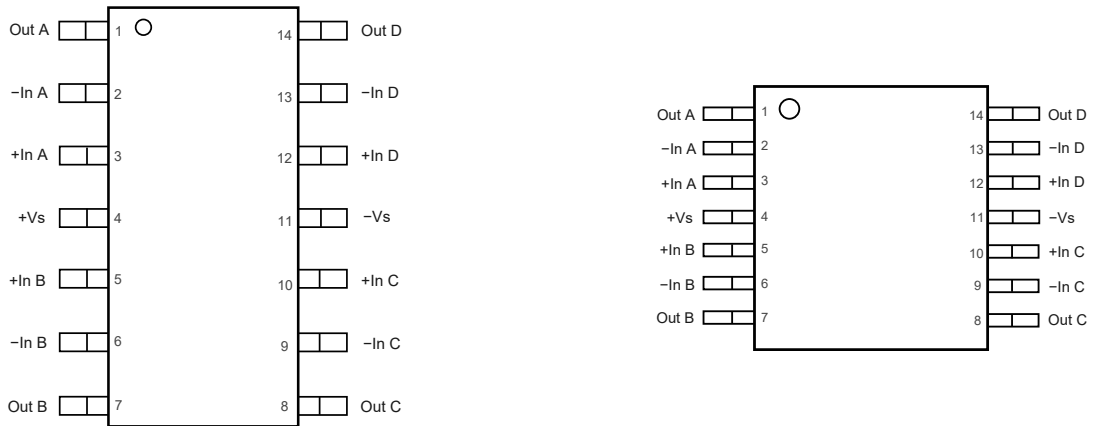 Out A 1 14 Out D
−In A 2 13 −In D
+In A 3 12 +In D
+Vs 4 11 −Vs
+In B 5 10 +In C
−In B 6 9 −In C
Out B 7 8 Out C
Out A 1 14 Out D
−In A 2 13 −In D
+In A 3 12 +In D
+Vs 4 11 −Vs
+In B 5 10 +In C
−In B 6 9 −In C
Out B 7 8 Out C